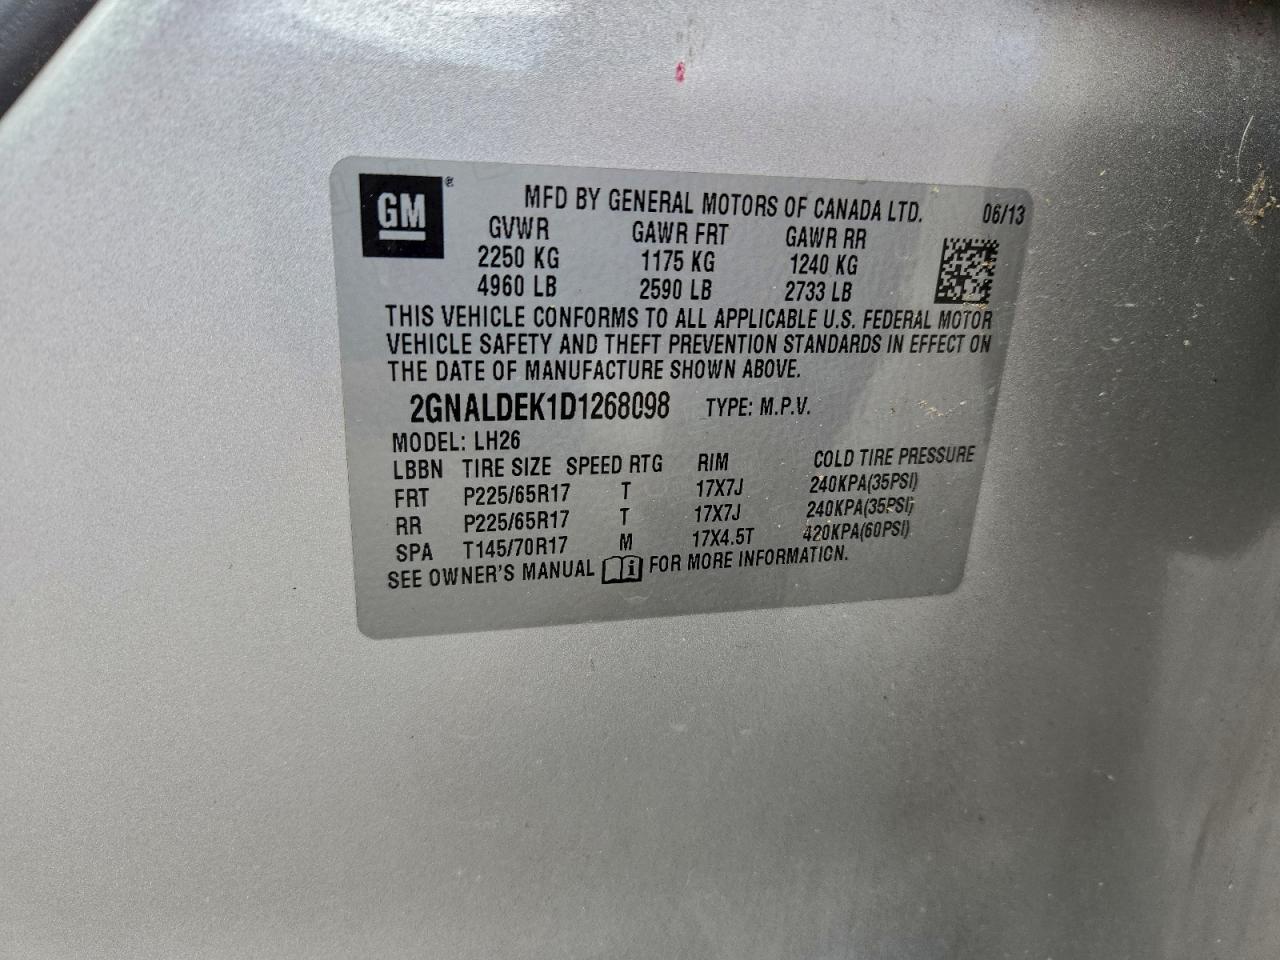 GM ®
MFD BY GENERAL MOTORS OF CANADA LTD. 06/13
GVWR GAWR FRT GAWR RR
2250 KG 1175 KG 1240 KG
4960 LB 2590 LB 2733 LB
THIS VEHICLE CONFORMS TO ALL APPLICABLE U.S. FEDERAL MOTOR
VEHICLE SAFETY AND THEFT PREVENTION STANDARDS IN EFFECT ON
THE DATE OF MANUFACTURE SHOWN ABOVE.
2GNALDEK1D1268098 TYPE: M.P.V.
MODEL: LH26
LBBN TIRE SIZE SPEED RTG RIM COLD TIRE PRESSURE
FRT P225/65R17 T 17X7J 240KPA(35PSI)
RR P225/65R17 T 17X7J 240KPA(35PSI)
SPA T145/70R17 M 17X4.5T 420KPA(60PSI)
SEE OWNER'S MANUAL i FOR MORE INFORMATION.